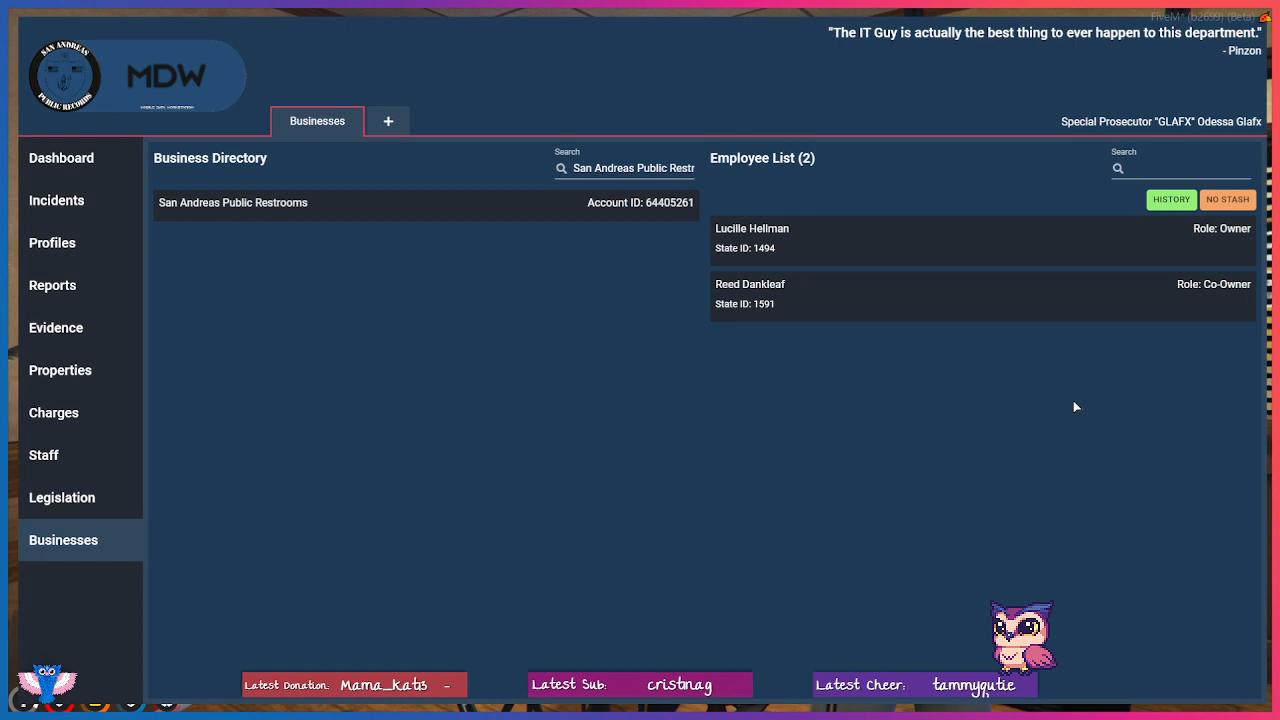 FiveM^ (b2699) (Beta)
"The IT Guy is actually the best thing to ever happen to this department."
- Pinzon
SAN ANDREAS
PUBLIC RECORDS
MDW
Businesses
+
Special Prosecutor "GLAFX" Odessa Glafx
Dashboard
Incidents
Profiles
Reports
Evidence
Properties
Charges
Staff
Legislation
Businesses
Business Directory
Search
San Andreas Public Restr
San Andreas Public Restrooms
Account ID: 64405261
Employee List (2)
Search
HISTORY
NO STASH
Lucille Hellman
Role: Owner
State ID: 1494
Reed Dankleaf
Role: Co-Owner
State ID: 1591
Latest Donation: Mama_kat13 -
Latest Sub: cristinag
Latest Cheer: tammyqutie